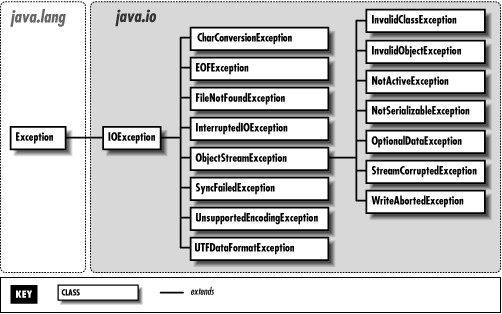 java.lang
java.io
Exception
IOException
CharConversionException
EOFException
FileNotFoundException
InterruptedIOException
ObjectStreamException
SyncFailedException
UnsupportedEncodingException
UTFDataFormatException
InvalidClassException
InvalidObjectException
NotActiveException
NotSerializableException
OptionalDataException
StreamCorruptedException
WriteAbortedException
KEY
CLASS
extends